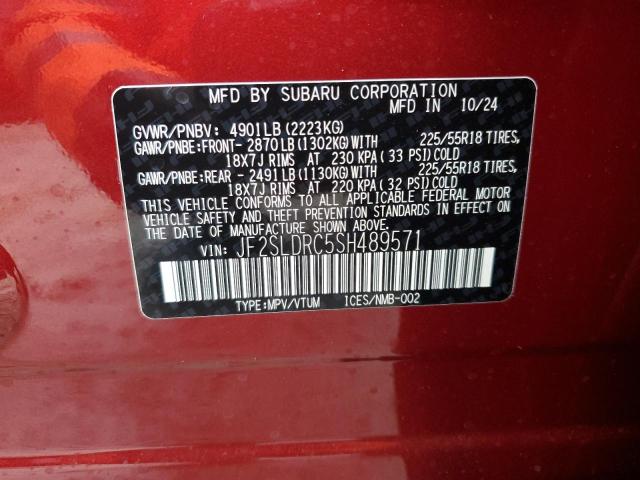 MFD BY SUBARU CORPORATION
MFD IN 10/24
GVWR/PNBV: 4901LB(2223KG)
GAWR/PNBE:FRONT- 2870LB(1302KG)WITH 225/55R18 TIRES,
18X7J RIMS AT 230 KPA(33 PSI)COLD
GAWR/PNBE:REAR - 2491LB(1130KG)WITH 225/55R18 TIRES,
18X7J RIMS AT 220 KPA(32 PSI)COLD
THIS VEHICLE CONFORMS TO ALL APPLICABLE FEDERAL MOTOR
VEHICLE SAFETY AND THEFT PREVENTION STANDARDS IN EFFECT ON
THE DATE OF MANUFACTURE SHOWN ABOVE.
VIN: JF2SLDRC5SH489571
TYPE:MPV/VTUM ICES/NMB-002